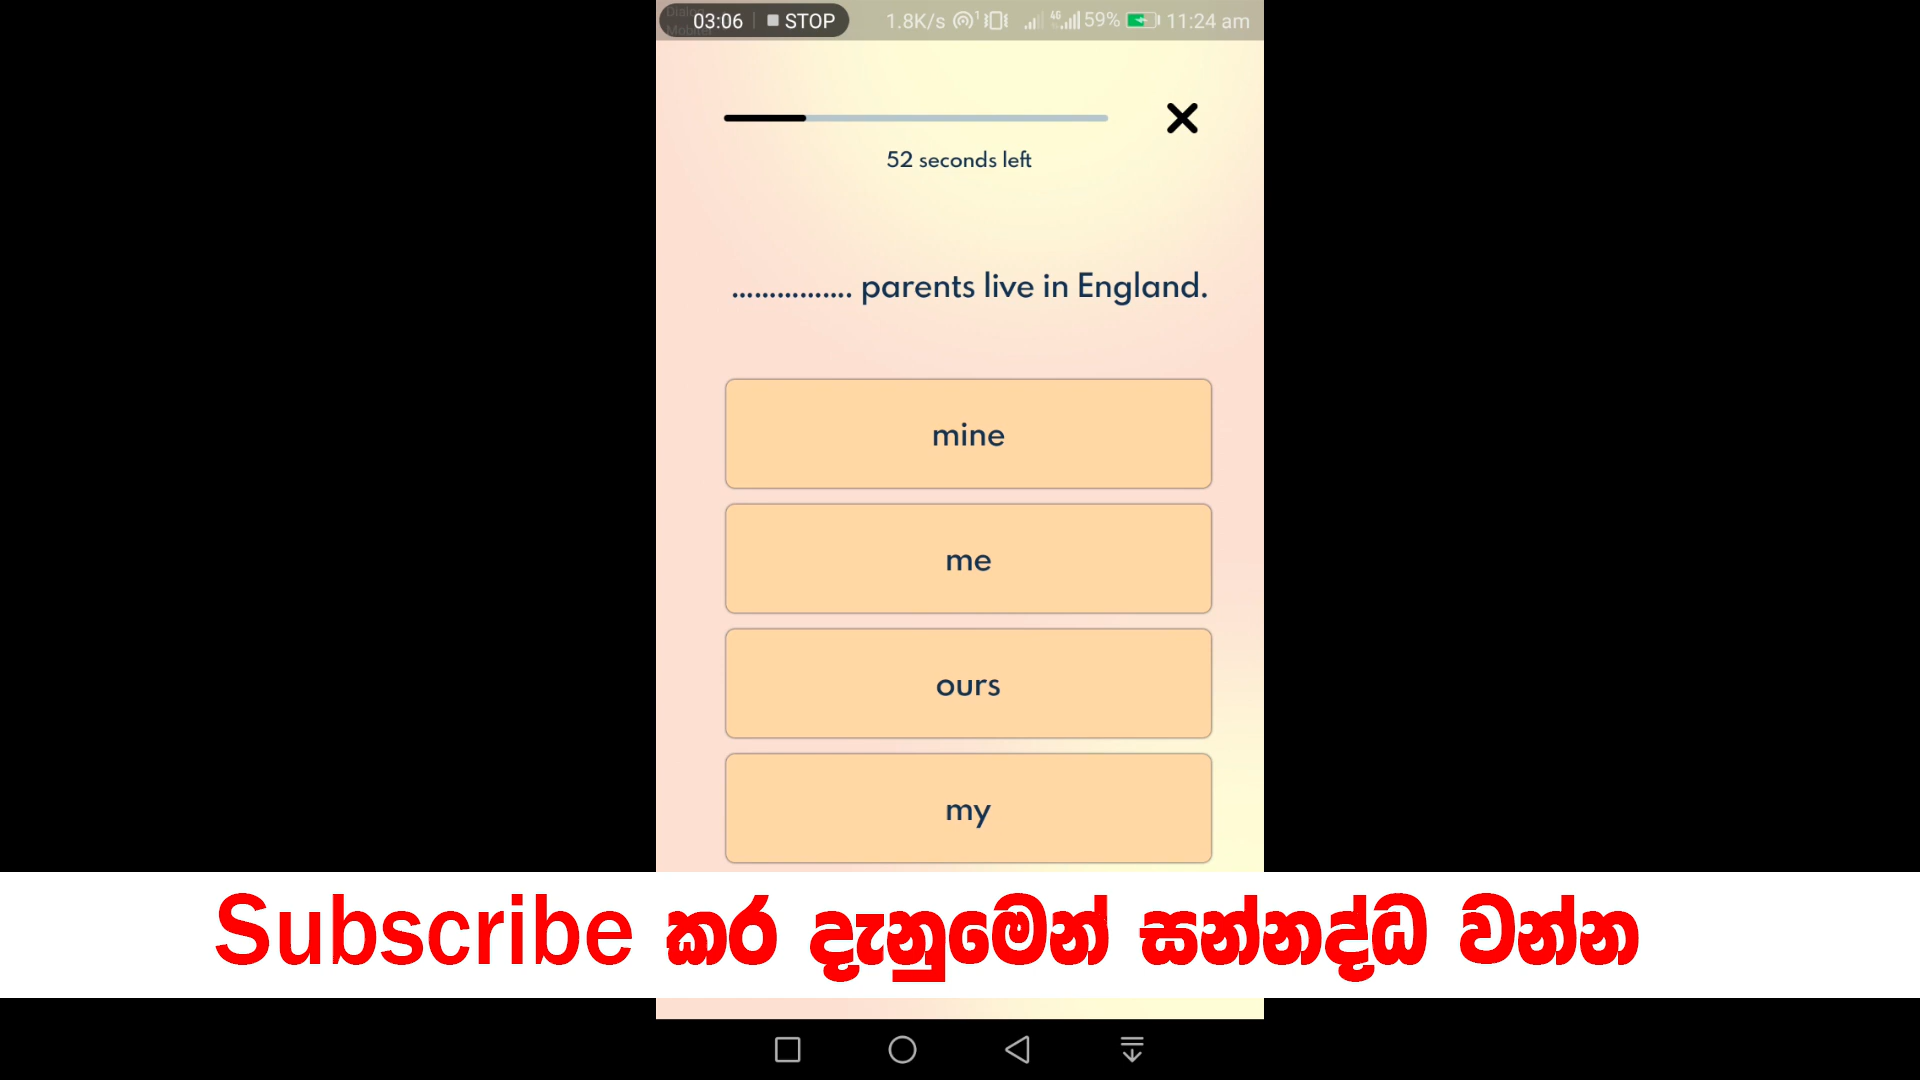 03:06 STOP 1.8K/s 4G 59% 11:24 am
52 seconds left
................ parents live in England.
mine
me
ours
my
Subscribe කර දැනුමෙන් සන්නද්ධ වන්න